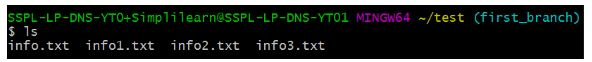 SSPL-LP-DNS-YT0+Simplilearn@SSPL-LP-DNS-YT01 MINGW64 ~/test (first_branch)
$ ls
info.txt  info1.txt  info2.txt  info3.txt